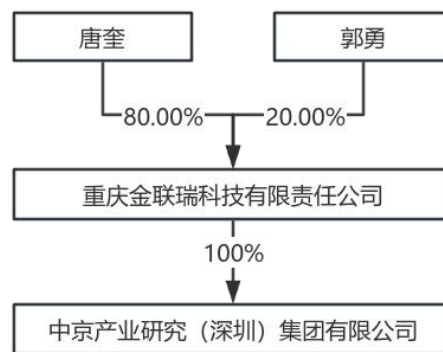 唐奎
郭勇
80.00%
20.00%
重庆金联瑞科技有限责任公司
100%
中京产业研究（深圳）集团有限公司